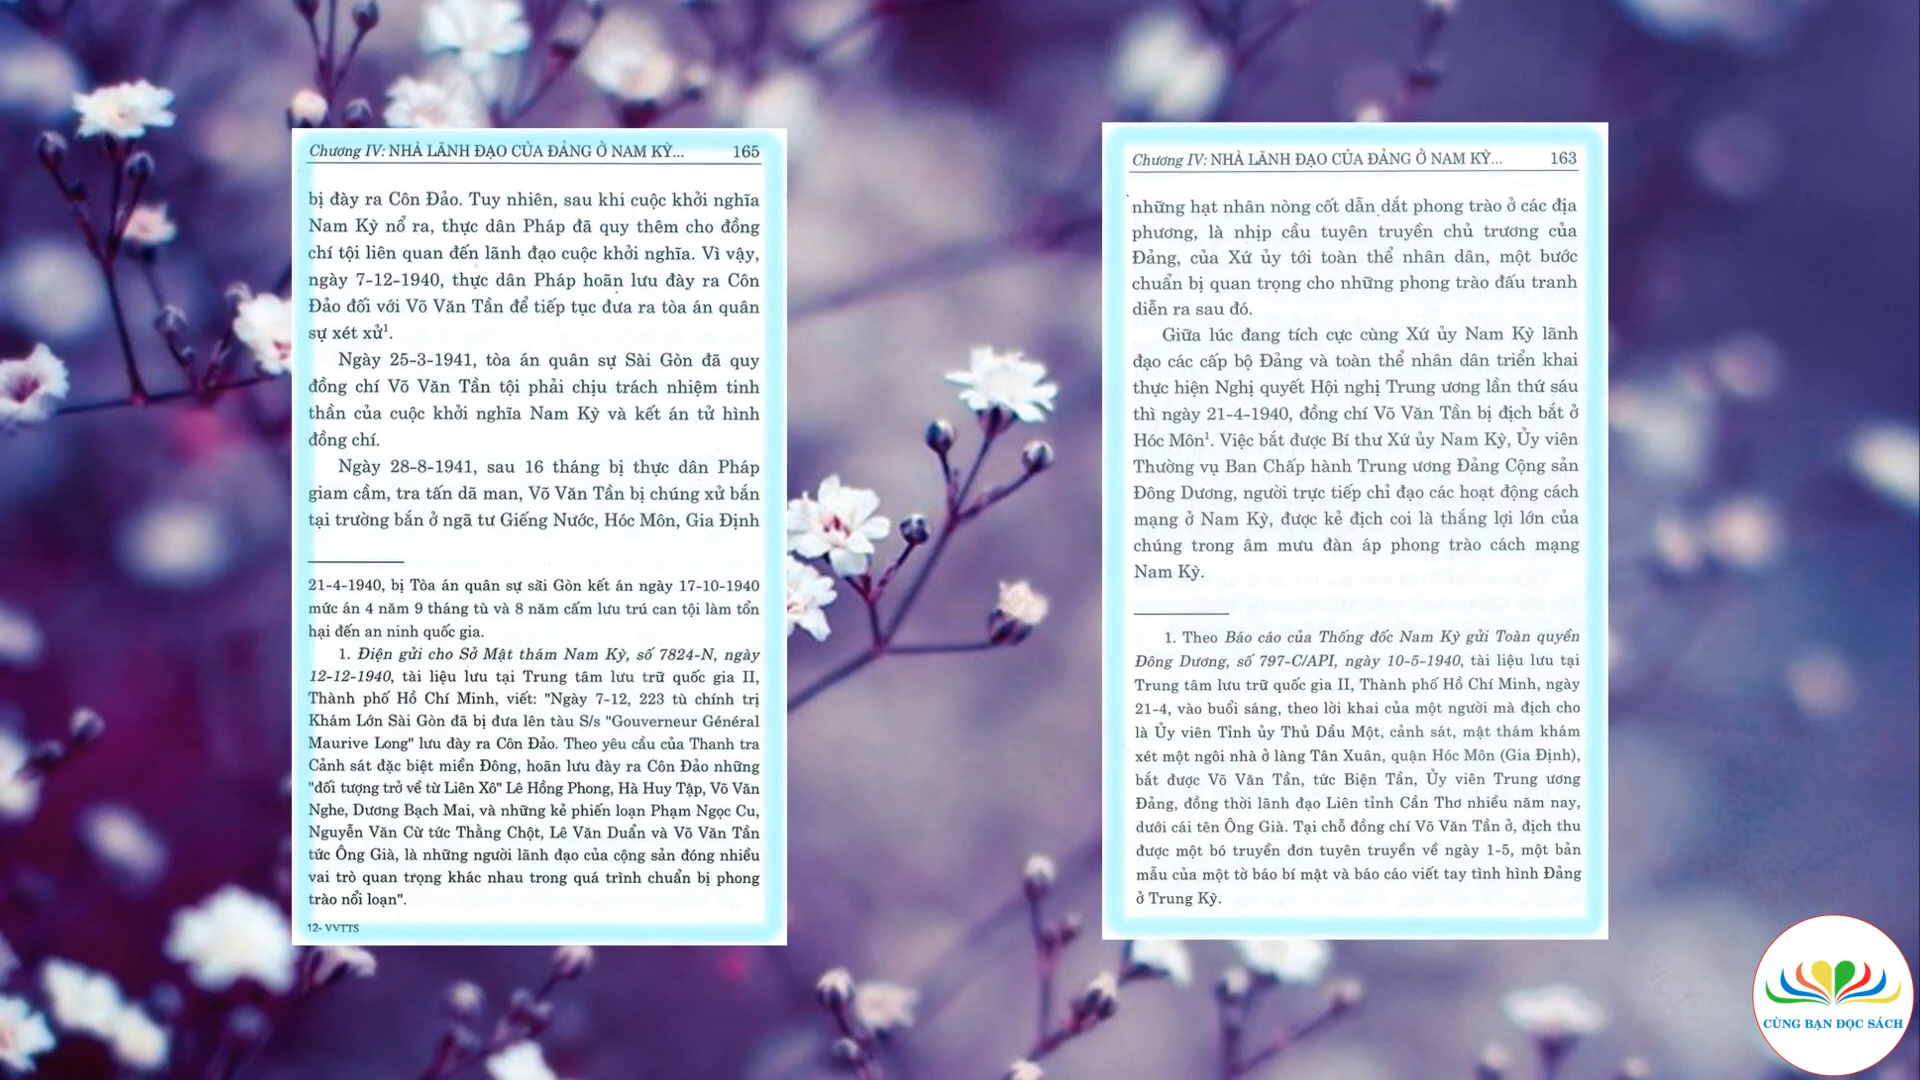 Chương IV: NHÀ LÃNH ĐẠO CỦA ĐẢNG Ở NAM KỲ... 165
bị đày ra Côn Đảo. Tuy nhiên, sau khi cuộc khởi nghĩa
Nam Kỳ nổ ra, thực dân Pháp đã quy thêm cho đồng
chí tội liên quan đến lãnh đạo cuộc khởi nghĩa. Vì vậy,
ngày 7-12-1940, thực dân Pháp hoãn lưu đày ra Côn
Đảo đối với Võ Văn Tần để tiếp tục đưa ra tòa án quân
sự xét xử¹.
Ngày 25-3-1941, tòa án quân sự Sài Gòn đã quy
đồng chí Võ Văn Tần tội phải chịu trách nhiệm tinh
thần của cuộc khởi nghĩa Nam Kỳ và kết án tử hình
đồng chí.
Ngày 28-8-1941, sau 16 tháng bị thực dân Pháp
giam cầm, tra tấn dã man, Võ Văn Tần bị chúng xử bắn
tại trường bắn ở ngã tư Giếng Nước, Hóc Môn, Gia Định
21-4-1940, bị Tòa án quân sự sãi Gòn kết án ngày 17-10-1940
mức án 4 năm 9 tháng tù và 8 năm cấm lưu trú can tội làm tổn
hại đến an ninh quốc gia.
1. Điện gửi cho Sở Mật thám Nam Kỳ, số 7824-N, ngày
12-12-1940, tài liệu lưu tại Trung tâm lưu trữ quốc gia II,
Thành phố Hồ Chí Minh, viết: "Ngày 7-12, 223 tù chính trị
Khám Lớn Sài Gòn đã bị đưa lên tàu S/s "Gouverneur Général
Maurive Long" lưu đày ra Côn Đảo. Theo yêu cầu của Thanh tra
Cảnh sát đặc biệt miền Đông, hoãn lưu đày ra Côn Đảo những
"đối tượng trở về từ Liên Xô" Lê Hồng Phong, Hà Huy Tập, Võ Văn
Nghe, Dương Bạch Mai, và những kẻ phiến loạn Phạm Ngọc Cu,
Nguyễn Văn Cừ tức Thằng Chột, Lê Văn Duẩn và Võ Văn Tần
tức Ông Già, là những người lãnh đạo của cộng sản đóng nhiều
vai trò quan trọng khác nhau trong quá trình chuẩn bị phong
trào nổi loạn".
12- VVTTS
Chương IV: NHÀ LÃNH ĐẠO CỦA ĐẢNG Ở NAM KỲ... 163
những hạt nhân nòng cốt dẫn dắt phong trào ở các địa
phương, là nhịp cầu tuyên truyền chủ trương của
Đảng, của Xứ ủy tới toàn thể nhân dân, một bước
chuẩn bị quan trọng cho những phong trào đấu tranh
diễn ra sau đó.
Giữa lúc đang tích cực cùng Xứ ủy Nam Kỳ lãnh
đạo các cấp bộ Đảng và toàn thể nhân dân triển khai
thực hiện Nghị quyết Hội nghị Trung ương lần thứ sáu
thì ngày 21-4-1940, đồng chí Võ Văn Tần bị địch bắt ở
Hóc Môn¹. Việc bắt được Bí thư Xứ ủy Nam Kỳ, Ủy viên
Thường vụ Ban Chấp hành Trung ương Đảng Cộng sản
Đông Dương, người trực tiếp chỉ đạo các hoạt động cách
mạng ở Nam Kỳ, được kẻ địch coi là thắng lợi lớn của
chúng trong âm mưu đàn áp phong trào cách mạng
Nam Kỳ.
1. Theo Báo cáo của Thống đốc Nam Kỳ gửi Toàn quyền
Đông Dương, số 797-C/API, ngày 10-5-1940, tài liệu lưu tại
Trung tâm lưu trữ quốc gia II, Thành phố Hồ Chí Minh, ngày
21-4, vào buổi sáng, theo lời khai của một người mà địch cho
là Ủy viên Tỉnh ủy Thủ Dầu Một, cảnh sát, mật thám khám
xét một ngôi nhà ở làng Tân Xuân, quận Hóc Môn (Gia Định),
bắt được Võ Văn Tần, tức Biện Tần, Ủy viên Trung ương
Đảng, đồng thời lãnh đạo Liên tỉnh Cần Thơ nhiều năm nay,
dưới cái tên Ông Già. Tại chỗ đồng chí Võ Văn Tần ở, địch thu
được một bó truyền đơn tuyên truyền về ngày 1-5, một bản
mẫu của một tờ báo bí mật và báo cáo viết tay tình hình Đảng
ở Trung Kỳ.
CÙNG BẠN ĐỌC SÁCH